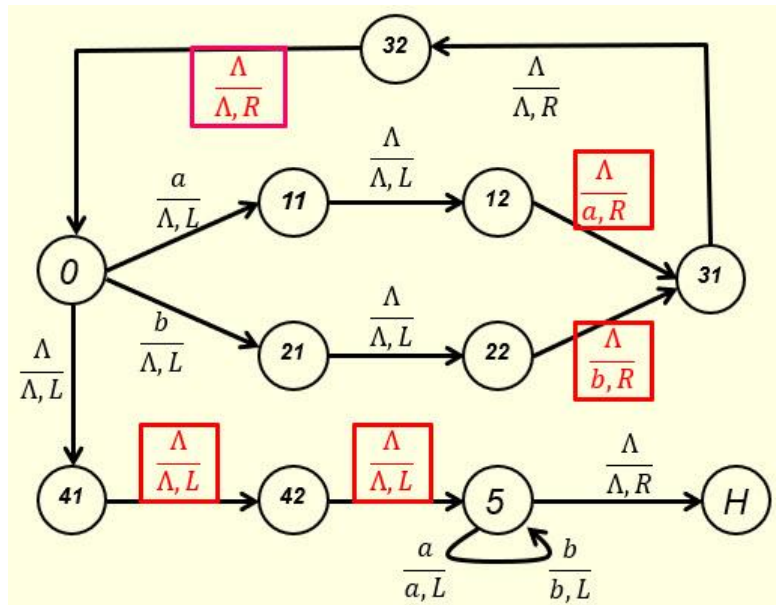 32
Λ
Λ, R
Λ
Λ, R
a
Λ, L
11
Λ
Λ, L
12
Λ
a, R
0
31
b
Λ, L
21
Λ
Λ, L
22
Λ
b, R
Λ
Λ, L
41
Λ
Λ, L
42
Λ
Λ, L
5
Λ
Λ, R
H
a
a, L
b
b, L